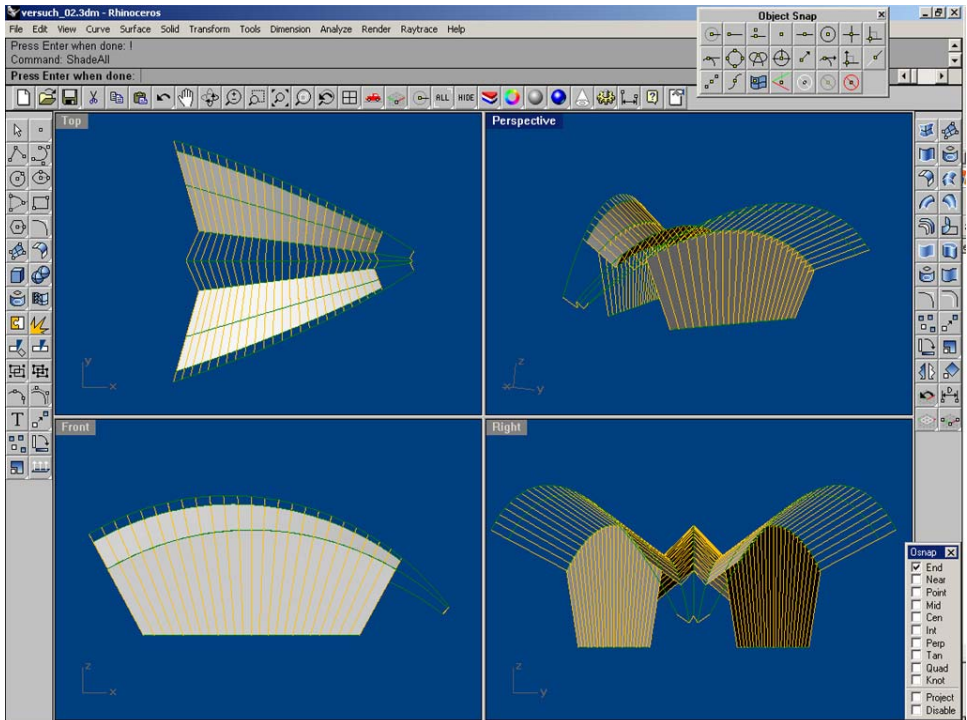 versuch_02.3dm - Rhinoceros
File Edit View Curve Surface Solid Transform Tools Dimension Analyze Render Raytrace Help
Press Enter when done: !
Command: ShadeAll
Press Enter when done:
Object Snap
ALL HIDE
Top
y
x
Perspective
z
x
y
Front
z
x
Right
z
y
T
D
Osnap
End
Near
Point
Mid
Cen
Int
Perp
Tan
Quad
Knot
Project
Disable